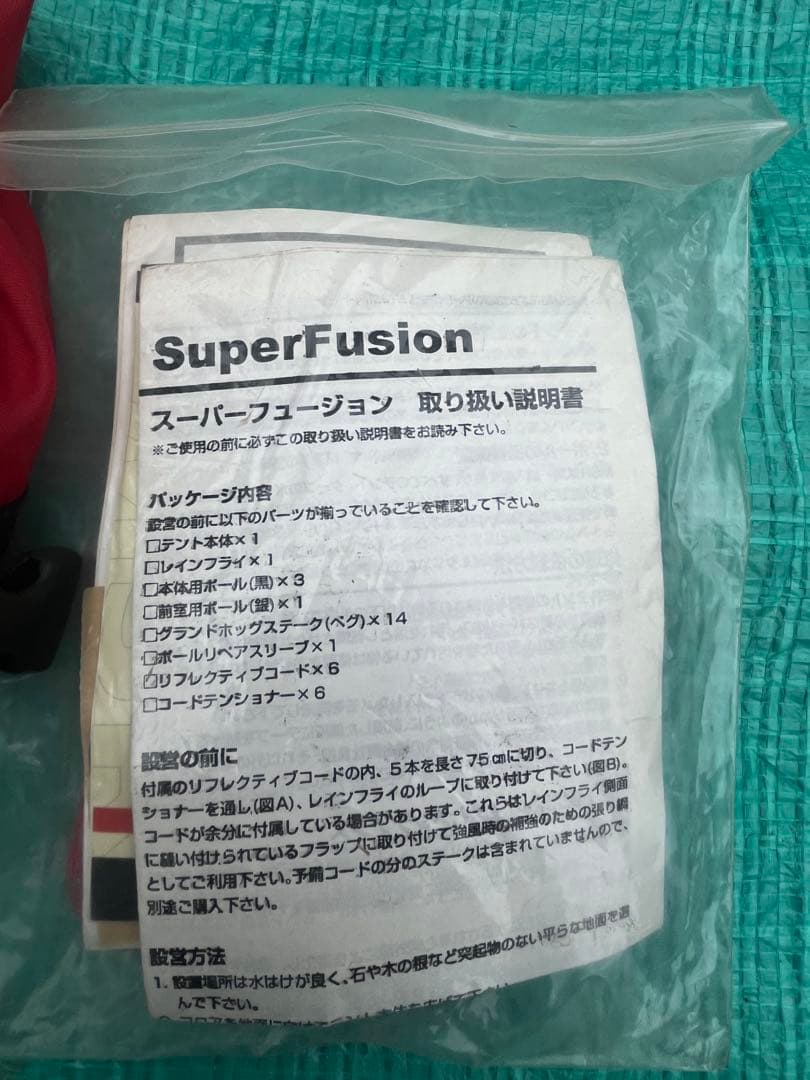 SuperFusion
スーパーフュージョン 取り扱い説明書
※ご使用の前に必ずこの取り扱い説明書をお読み下さい。
パッケージ内容
設営の前に以下のパーツが揃っていることを確認して下さい。
□テント本体×1
□レインフライ×1
□本体用ポール(黒)×3
□前室用ポール(銀)×1
□グランドホッグステーク(ペグ)×14
□ポールリペアスリーブ×1
□リフレクティブコード×6
□コードテンショナー×6
設営の前に
付属のリフレクティブコードの内、5本を長さ75㎝に切り、コードテン
ショナーを通し(図A)、レインフライのループに取り付けて下さい(図B)。
コードが余分に付属している場合があります。これらはレインフライ側面
に縫い付けられているフラップに取り付けて強風時の補強のための張り綱
としてご利用下さい。予備コードの分のステークは含まれていませんので、
別途ご購入下さい。
設営方法
1. 設置場所は水はけが良く、石や木の根など突起物のない平らな地面を選
んで下さい。